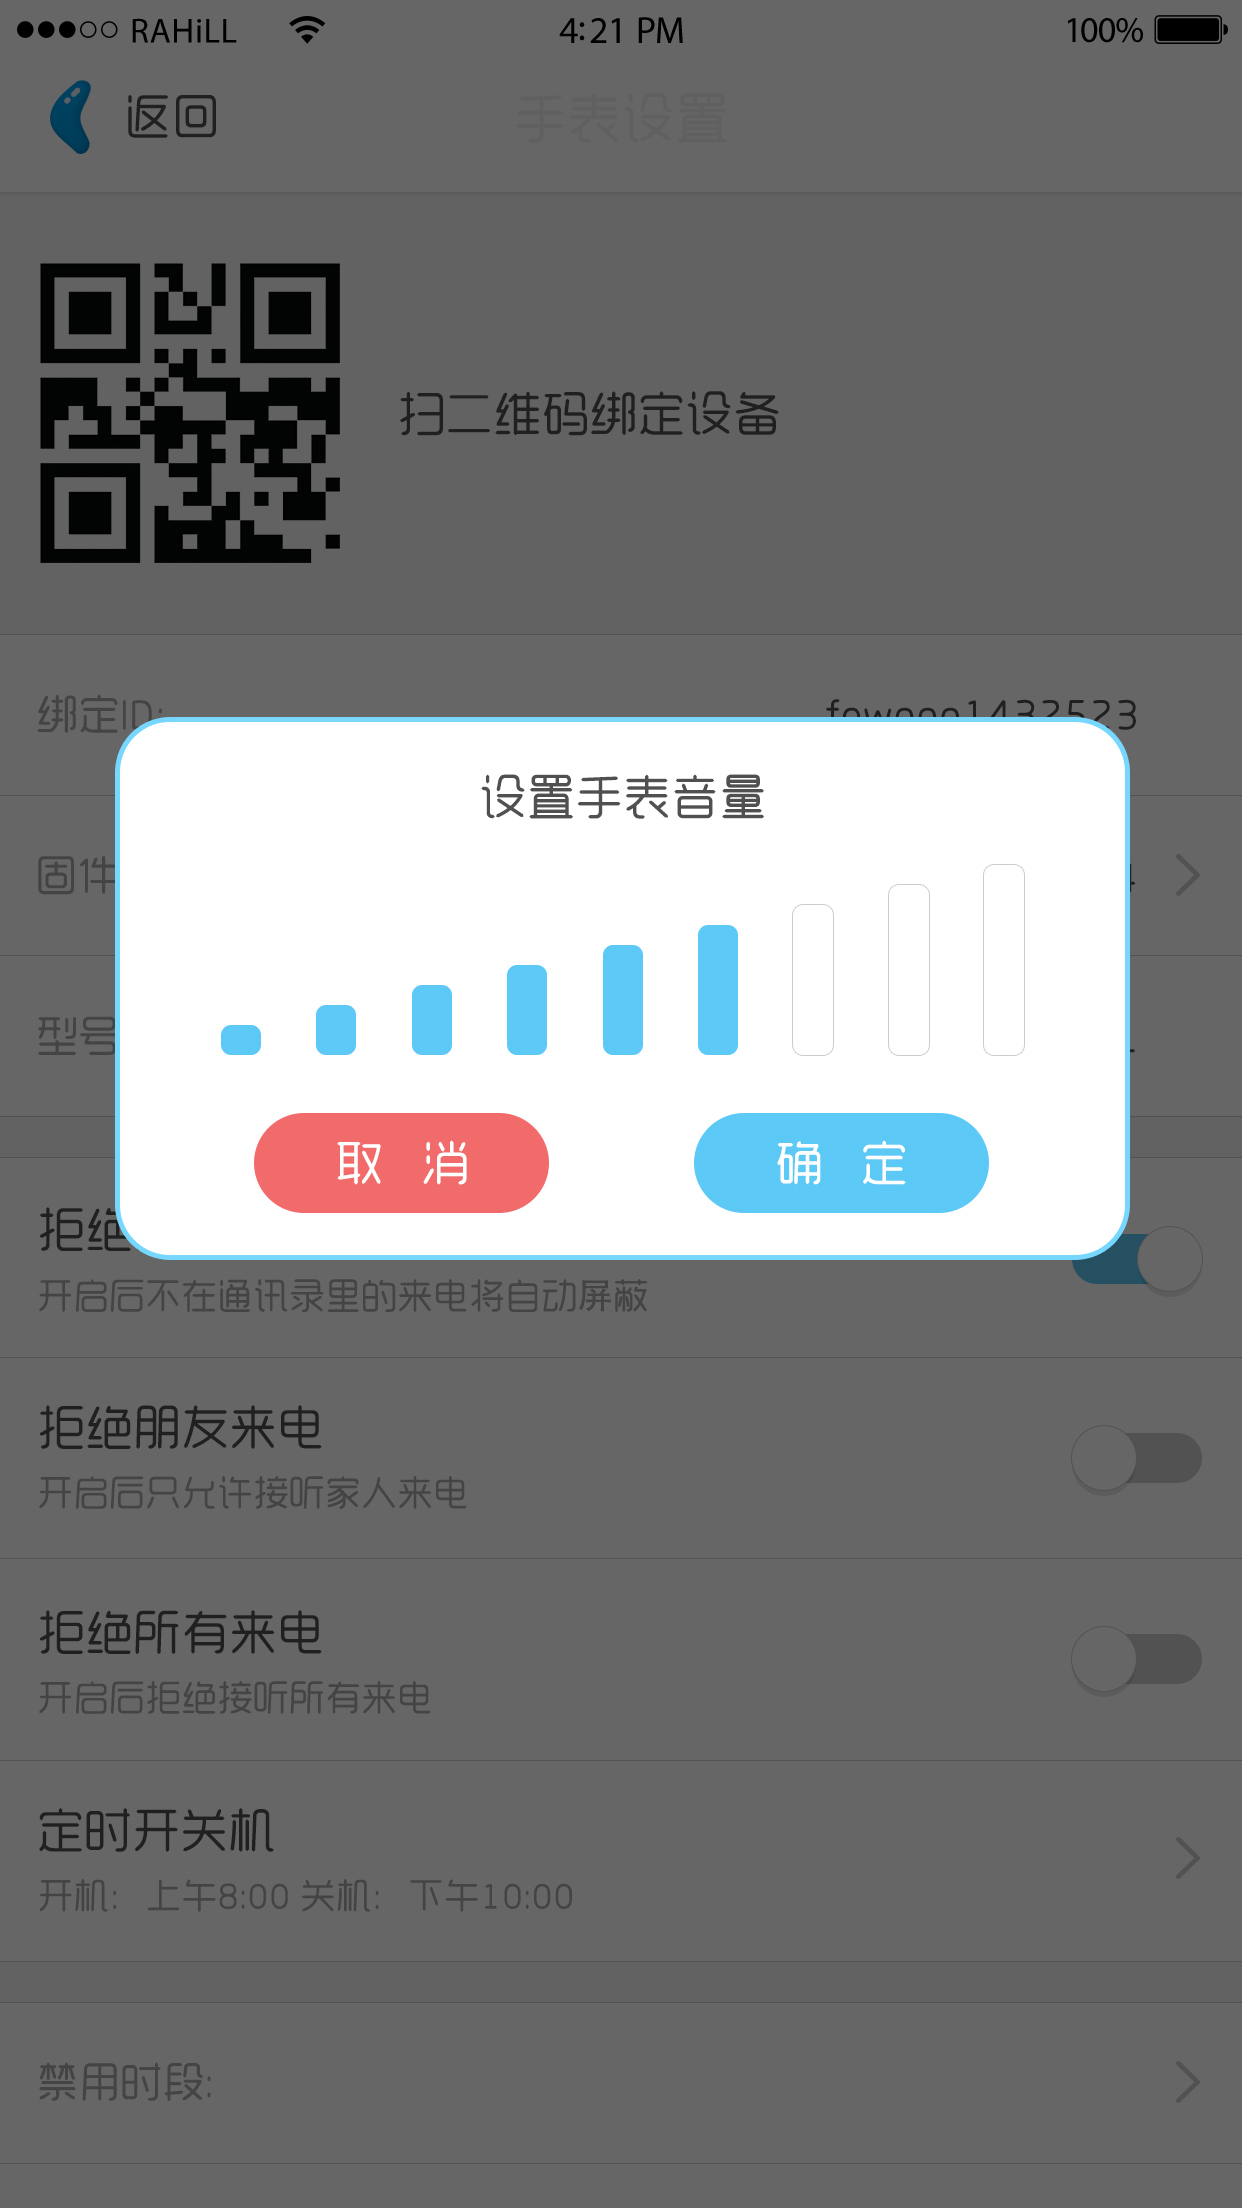 RAHiLL 4:21 PM 100%
返回 手表设置
扫二维码绑定设备
绑定ID:
固件
型号
设置手表音量
取 消 确 定
拒绝
开启后不在通讯录里的来电将自动屏蔽
拒绝朋友来电
开启后只允许接听家人来电
拒绝所有来电
开启后拒绝接听所有来电
定时开关机
开机: 上午8:00 关机: 下午10:00
禁用时段: